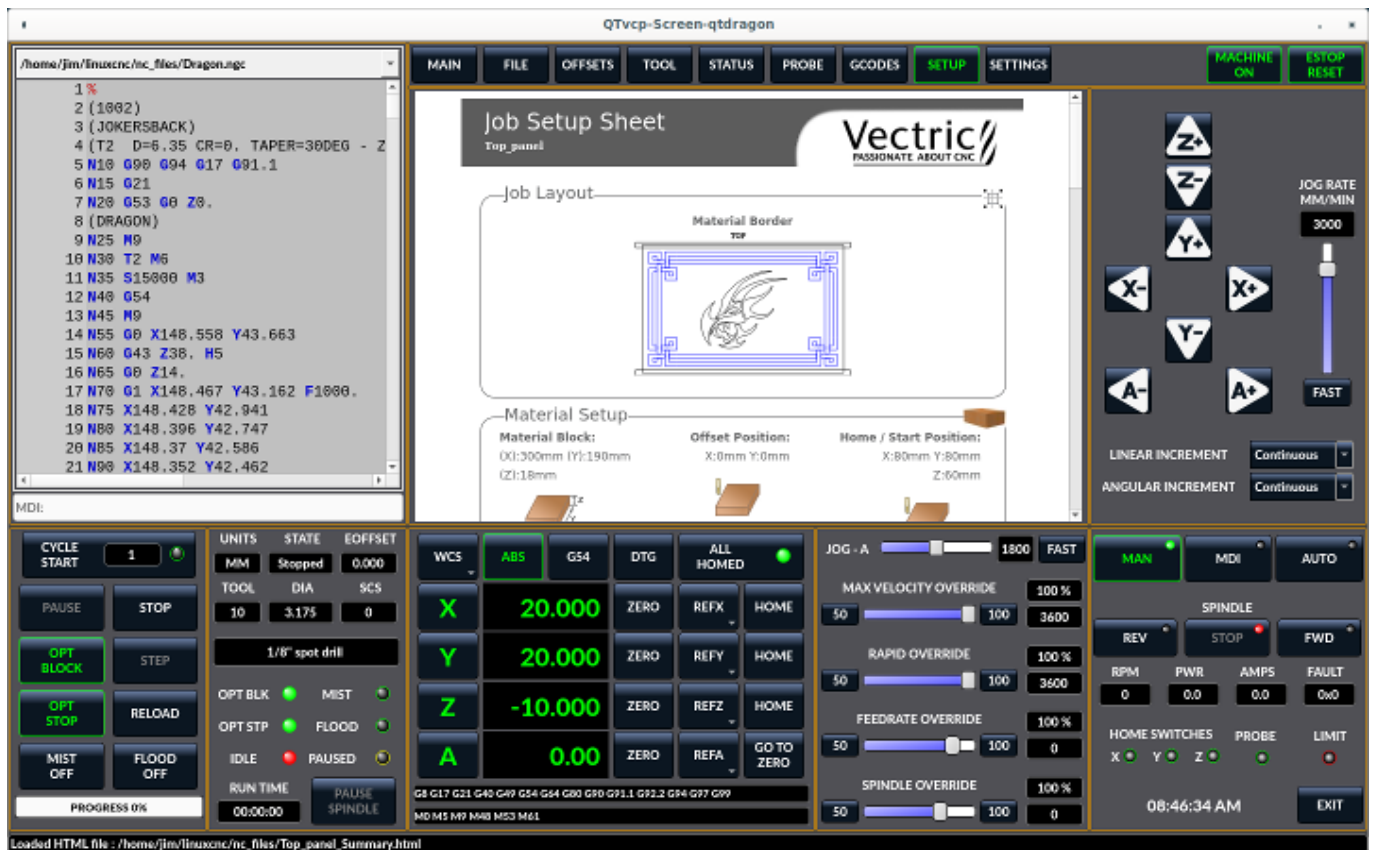 QTvcp-Screen-qtdragon
/home/jim/linuxcnc/nc_files/Dragon.ngc
1 %
2 (1002)
3 (JOKERSBACK)
4 (T2 D=6.35 CR=0. TAPER=30DEG - Z
5 N10 G90 G94 G17 G91.1
6 N15 G21
7 N20 G53 G0 Z0.
8 (DRAGON)
9 N25 M9
10 N30 T2 M6
11 N35 S15000 M3
12 N40 G54
13 N45 M9
14 N55 G0 X148.558 Y43.663
15 N60 G43 Z38. H5
16 N65 G0 Z14.
17 N70 G1 X148.467 Y43.162 F1000.
18 N75 X148.428 Y42.941
19 N80 X148.396 Y42.747
20 N85 X148.37 Y42.586
21 N90 X148.352 Y42.462
MDI:
MAIN FILE OFFSETS TOOL STATUS PROBE GCODES SETUP SETTINGS
MACHINE ON
ESTOP RESET
Job Setup Sheet
Top_panel
Vectric
PASSIONATE ABOUT CNC
Job Layout
Material Border
TOP
Material Setup
Material Block: Offset Position: Home / Start Position:
(X):300mm (Y):190mm X:0mm Y:0mm X:80mm Y:80mm
(Z):18mm Z:60mm
Tz
Y
Z+
Z-
Y+
X- X+
Y-
A- A+
JOG RATE
MM/MIN
3000
FAST
LINEAR INCREMENT Continuous
ANGULAR INCREMENT Continuous
CYCLE START 1
PAUSE STOP
OPT BLOCK STEP
OPT STOP RELOAD
MIST OFF FLOOD OFF
PROGRESS 0%
UNITS STATE EOFFSET
MM Stopped 0.000
TOOL DIA SCS
10 3.175 0
1/8" spot drill
OPT BLK MIST
OPT STP FLOOD
IDLE PAUSED
RUN TIME
00:00:00
PAUSE SPINDLE
WCS ABS G54 DTG ALL HOMED
X 20.000 ZERO REFX HOME
Y 20.000 ZERO REFY HOME
Z -10.000 ZERO REFZ HOME
A 0.00 ZERO REFA GO TO ZERO
G8 G17 G21 G40 G49 G54 G64 G80 G90 G91.1 G92.2 G94 G97 G99
M0 M5 M9 M48 M53 M61
JOG - A 1800 FAST
MAX VELOCITY OVERRIDE 100 %
50 100 3600
RAPID OVERRIDE 100 %
50 100 3600
FEEDRATE OVERRIDE 100 %
50 100 0
SPINDLE OVERRIDE 100 %
50 100 0
MAN MDI AUTO
SPINDLE
REV STOP FWD
RPM PWR AMPS FAULT
0 0.0 0.0 0x0
HOME SWITCHES PROBE LIMIT
X Y Z
08:46:34 AM
EXIT
Loaded HTML file : /home/jim/linuxcnc/nc_files/Top_panel_Summary.html